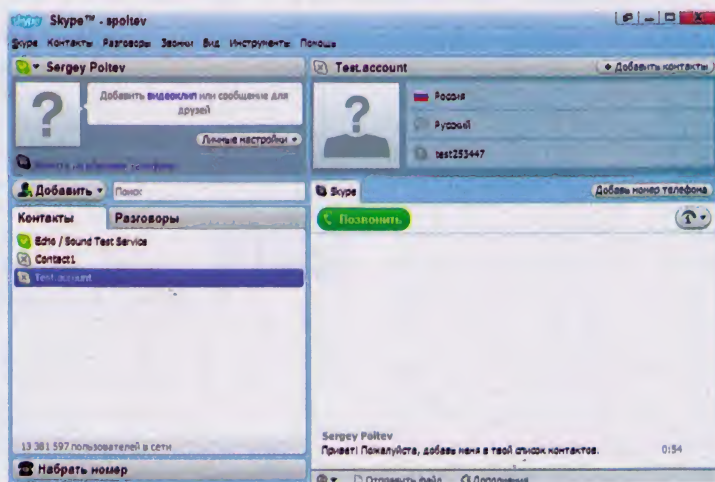 Skype™ - spoltev
Skype Контакты Разговоры Звонки Вид Инструменты Помощь
Sergey Poltev
Добавить видеоклип или сообщение для
друзей
Личные настройки
Test.account
Добавить контакты
Россия
Русский
test253447
Добавить
Поиск
Контакты Разговоры
Echo / Sound Test Service
Contact1
Test.account
13 381 597 пользователей в сети
Набрать номер
Skype
Добавь номер телефона
Позвонить
Sergey Poltev
Привет! Пожалуйста, добавь меня в твой список контактов. 0:54
Отправить файл Дополнения